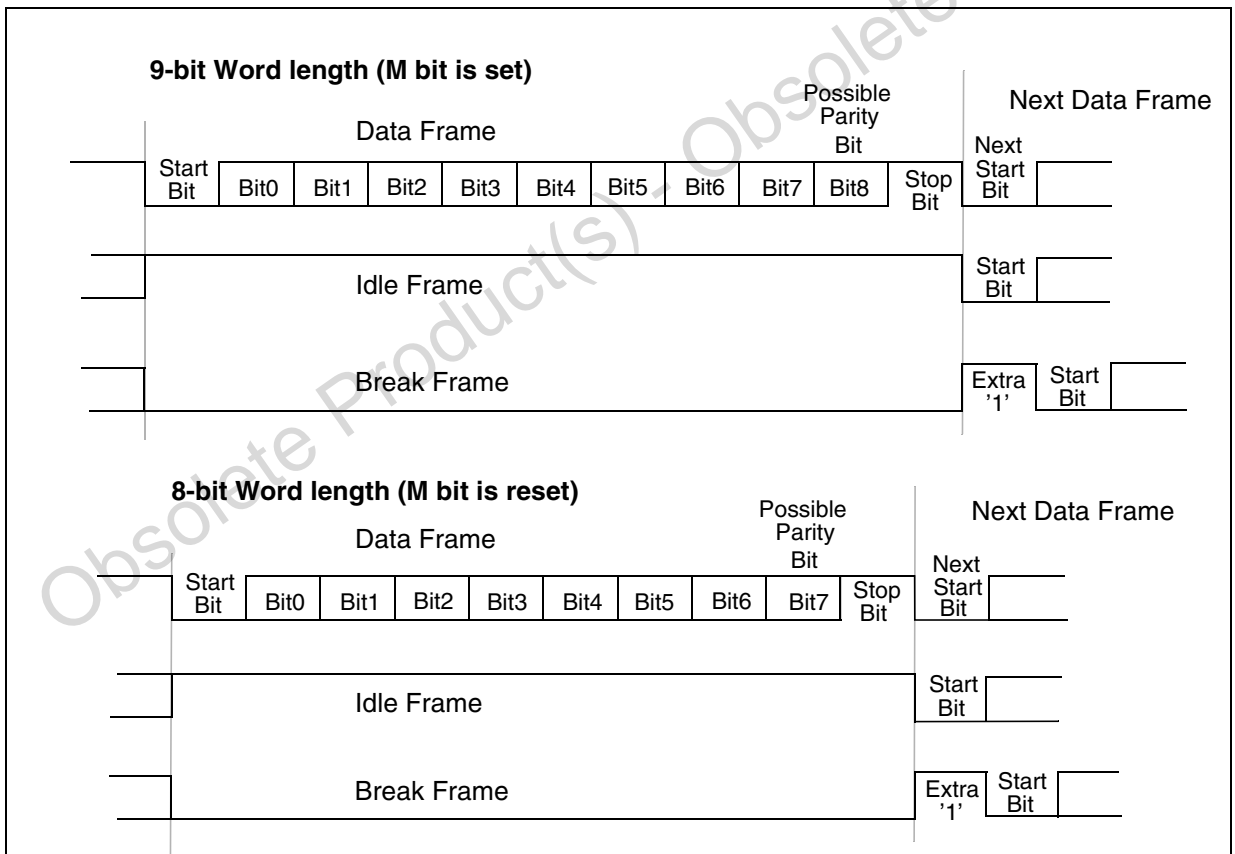 Obsolete Product(s) - Obsolete
9-bit Word length (M bit is set)
Data Frame
Possible
Parity
Bit
Next Data Frame
Start
Bit
Bit0 Bit1 Bit2 Bit3 Bit4 Bit5 Bit6 Bit7 Bit8
Stop
Bit
Next
Start
Bit
Idle Frame
Start
Bit
Break Frame
Extra
'1'
Start
Bit
8-bit Word length (M bit is reset)
Data Frame
Possible
Parity
Bit
Next Data Frame
Start
Bit
Bit0 Bit1 Bit2 Bit3 Bit4 Bit5 Bit6 Bit7
Stop
Bit
Next
Start
Bit
Idle Frame
Start
Bit
Break Frame
Extra
'1'
Start
Bit